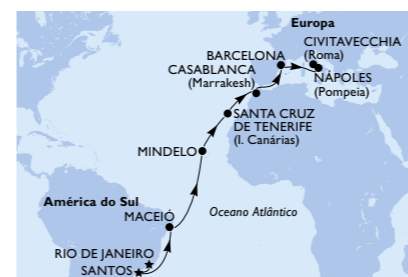 Europa
BARCELONA
CIVITAVECCHIA
(Roma)
CASABLANCA
(Marrakesh)
NÁPOLES
(Pompeia)
SANTA CRUZ
DE TENERIFE
(I. Canárias)
MINDELO
América do Sul
MACEIÓ
Oceano Atlântico
RIO DE JANEIRO
SANTOS